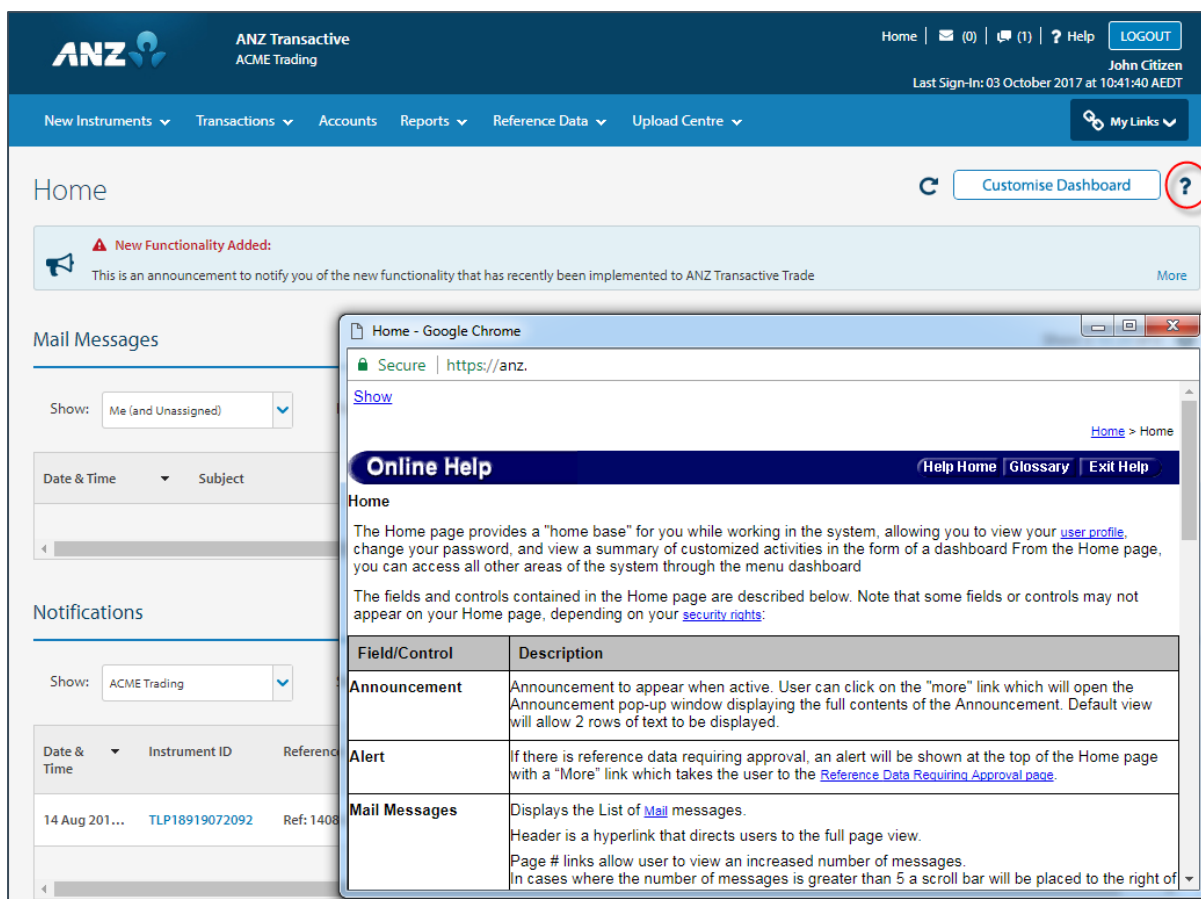 ANZ
ANZ Transactive
ACME Trading
Home | (0) | (1) | ? Help LOGOUT
John Citizen
Last Sign-In: 03 October 2017 at 10:41:40 AEDT
New Instruments Transactions Accounts Reports Reference Data Upload Centre My Links
Home
Customise Dashboard ?
New Functionality Added:
This is an announcement to notify you of the new functionality that has recently been implemented to ANZ Transactive Trade More
Mail Messages
Show: Me (and Unassigned)
Date & Time Subject
Notifications
Show: ACME Trading
Date & Time Instrument ID
14 Aug 201... TLP18919072092 Ref: 1408
Home - Google Chrome
Secure | https://anz.
Show
Home > Home
Online Help Help Home Glossary Exit Help
Home
The Home page provides a "home base" for you while working in the system, allowing you to view your user profile,
change your password, and view a summary of customized activities in the form of a dashboard From the Home page,
you can access all other areas of the system through the menu dashboard
The fields and controls contained in the Home page are described below. Note that some fields or controls may not
appear on your Home page, depending on your security rights:
Field/Control Description
Announcement Announcement to appear when active. User can click on the "more" link which will open the
Announcement pop-up window displaying the full contents of the Announcement. Default view
will allow 2 rows of text to be displayed.
Alert If there is reference data requiring approval, an alert will be shown at the top of the Home page
with a “More” link which takes the user to the Reference Data Requiring Approval page.
Mail Messages Displays the List of Mail messages.
Header is a hyperlink that directs users to the full page view.
Page # links allow user to view an increased number of messages.
In cases where the number of messages is greater than 5 a scroll bar will be placed to the right of